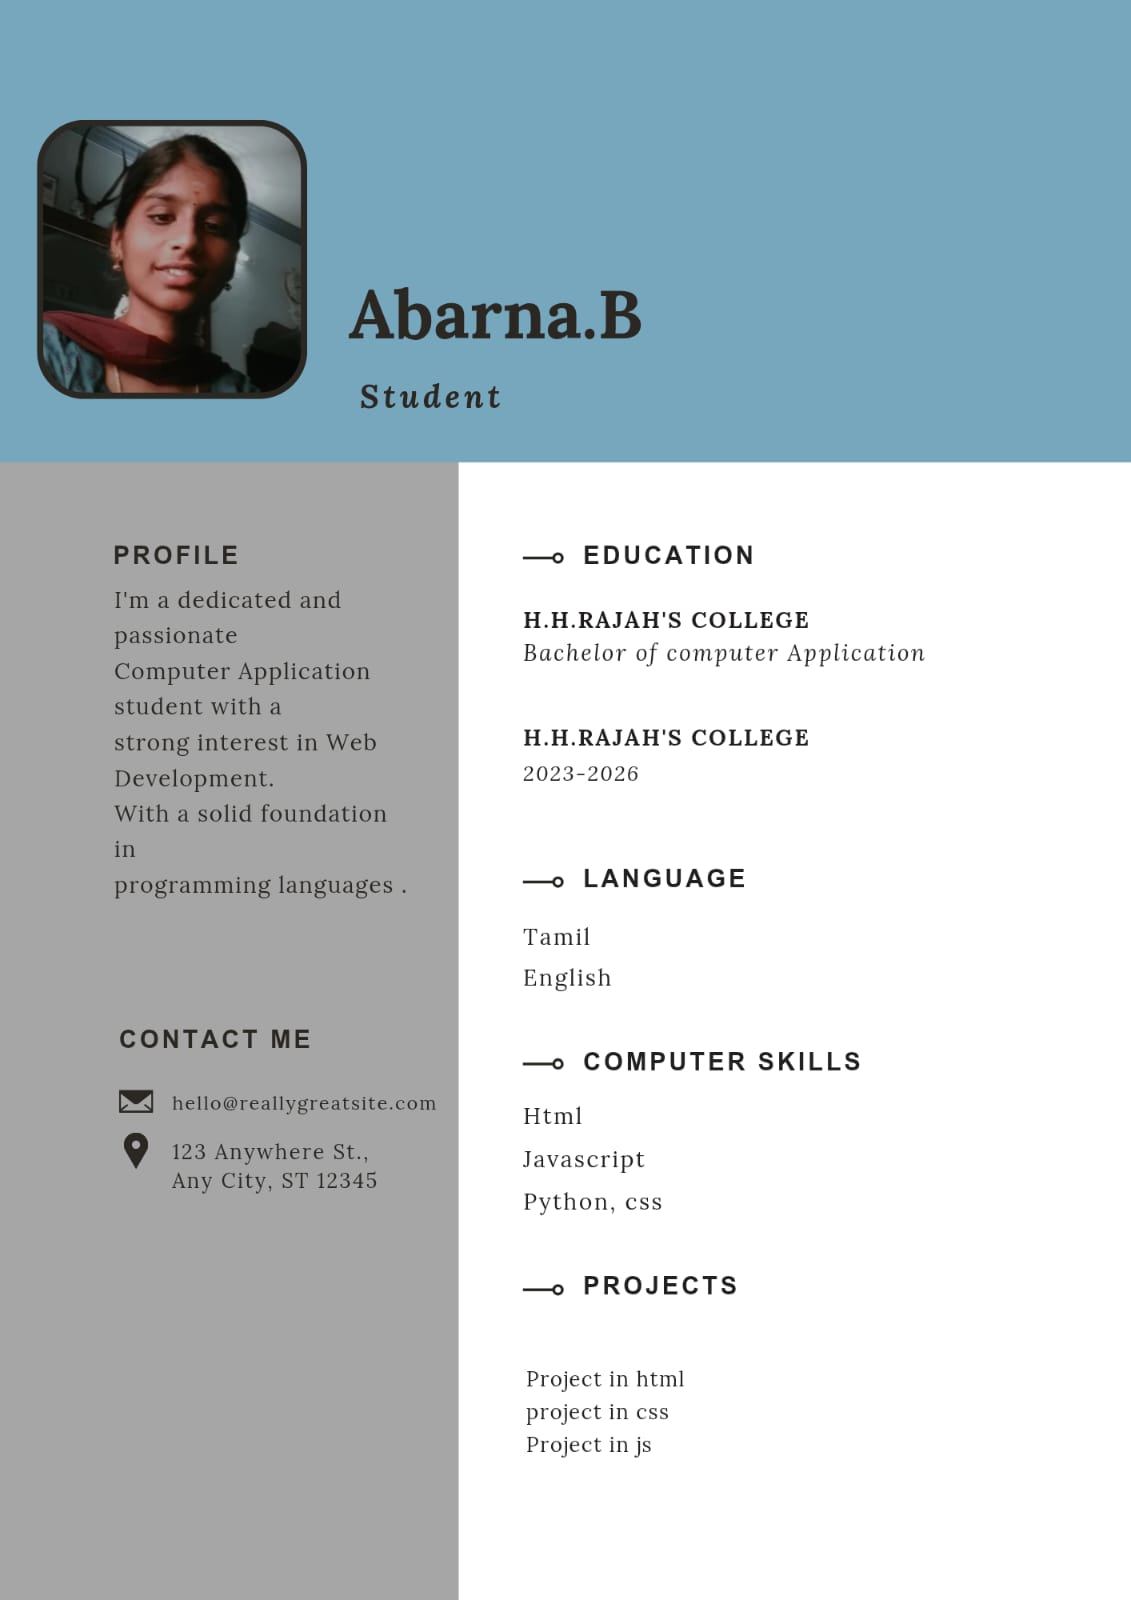 Abarna.B
Student
PROFILE
I'm a dedicated and
passionate
Computer Application
student with a
strong interest in Web
Development.
With a solid foundation
in
programming languages .
CONTACT ME
hello@reallygreatsite.com
123 Anywhere St.,
Any City, ST 12345
EDUCATION
H.H.RAJAH'S COLLEGE
Bachelor of computer Application
H.H.RAJAH'S COLLEGE
2023-2026
LANGUAGE
Tamil
English
COMPUTER SKILLS
Html
Javascript
Python, css
PROJECTS
Project in html
project in css
Project in js